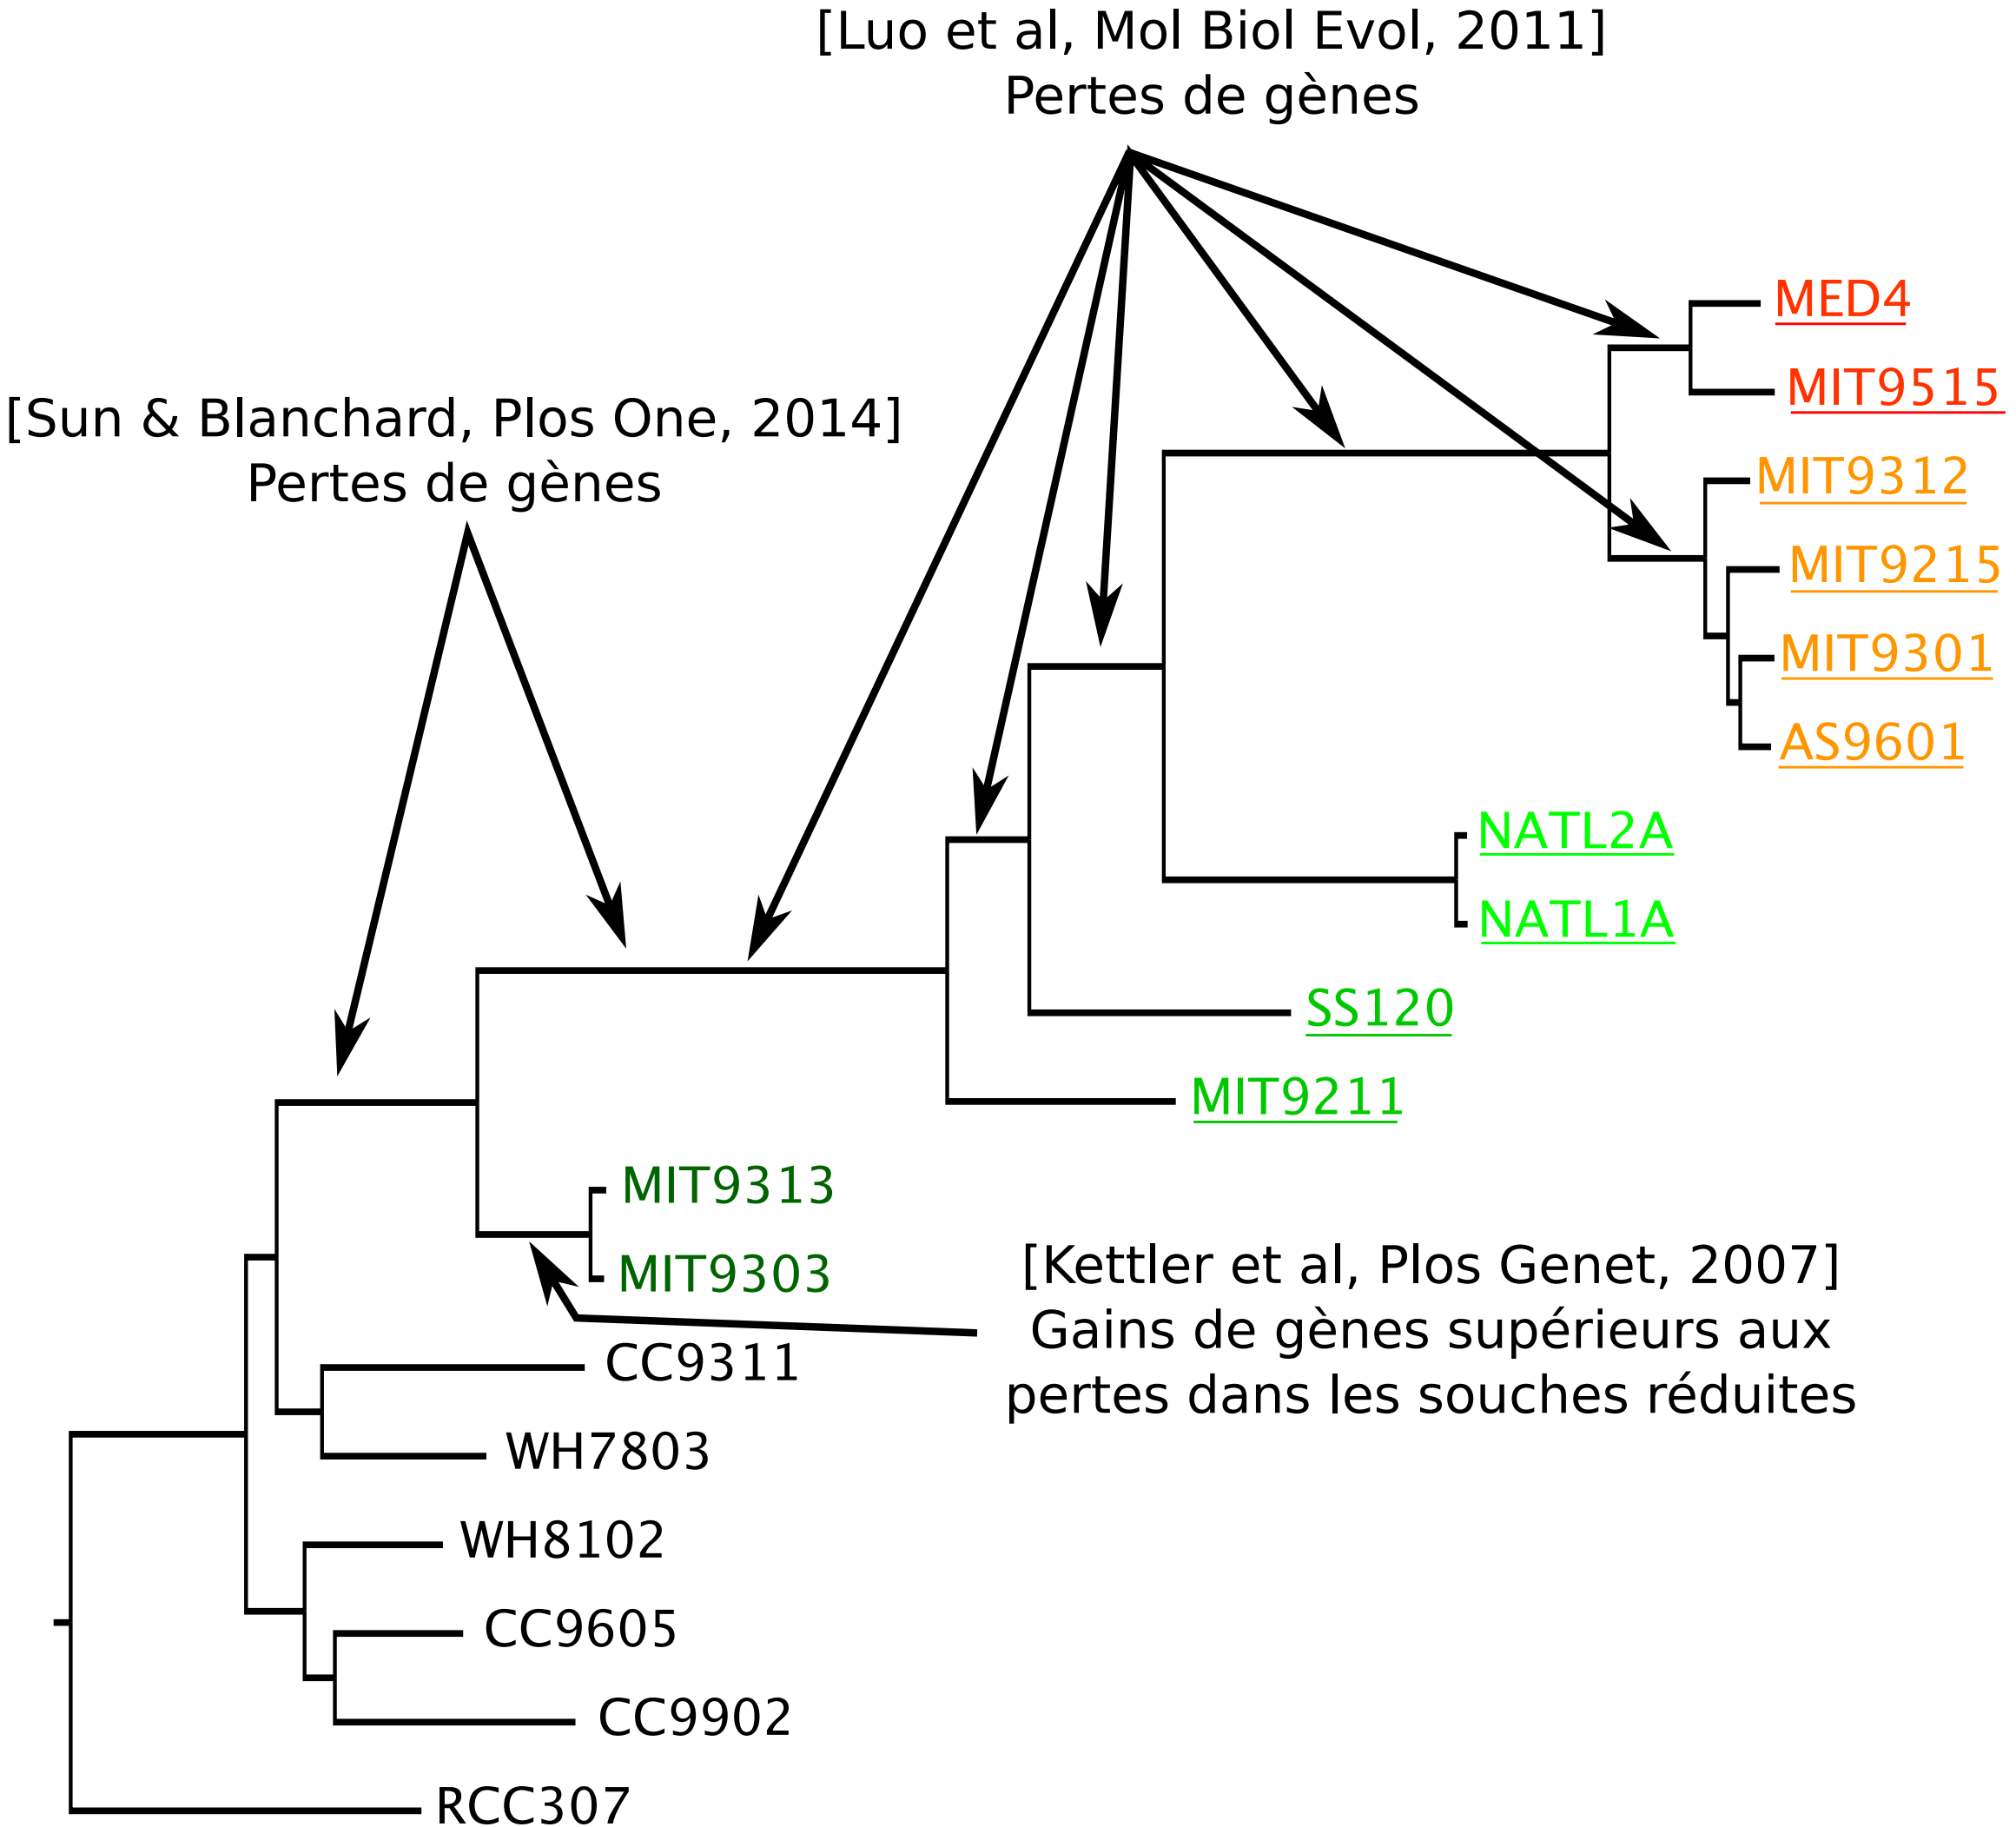 [Luo et al, Mol Biol Evol, 2011]
Pertes de gènes
[Sun & Blanchard, Plos One, 2014]
Pertes de gènes
MED4
MIT9515
MIT9312
MIT9215
MIT9301
AS9601
NATL2A
NATL1A
SS120
MIT9211
MIT9313
MIT9303
[Kettler et al, Plos Genet, 2007]
Gains de gènes supérieurs aux
pertes dans les souches réduites
CC9311
WH7803
WH8102
CC9605
CC9902
RCC307